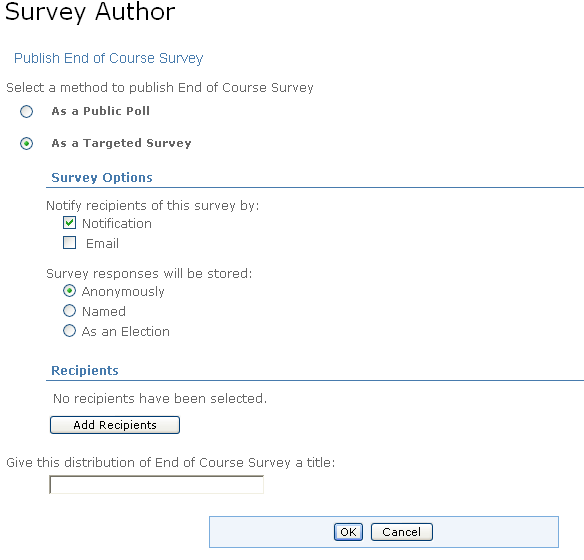 Survey Author
Publish End of Course Survey
Select a method to publish End of Course Survey
As a Public Poll
As a Targeted Survey
Survey Options
Notify recipients of this survey by:
Notification
Email
Survey responses will be stored:
Anonymously
Named
As an Election
Recipients
No recipients have been selected.
Add Recipients
Give this distribution of End of Course Survey a title:
OK Cancel